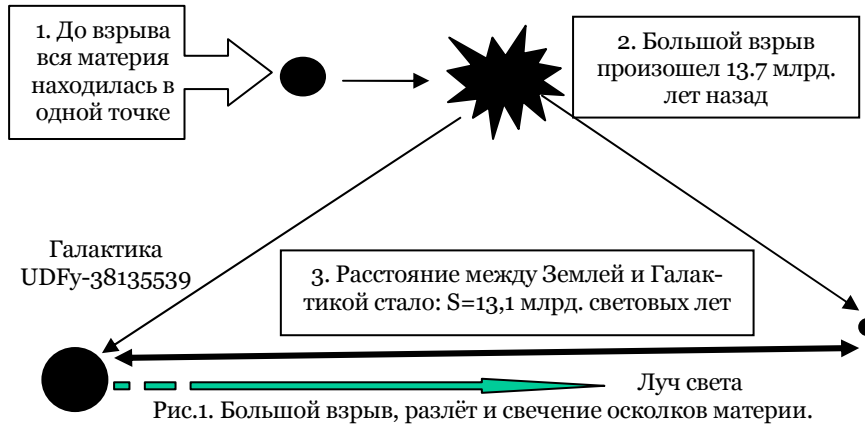 1. До взрыва
вся материя
находилась в
одной точке
2. Большой взрыв
произошел 13.7 млрд.
лет назад
Галактика
UDFy-38135539
3. Расстояние между Землей и Галак-
тикой стало: S=13,1 млрд. световых лет
Луч света
Рис.1. Большой взрыв, разлёт и свечение осколков материи.